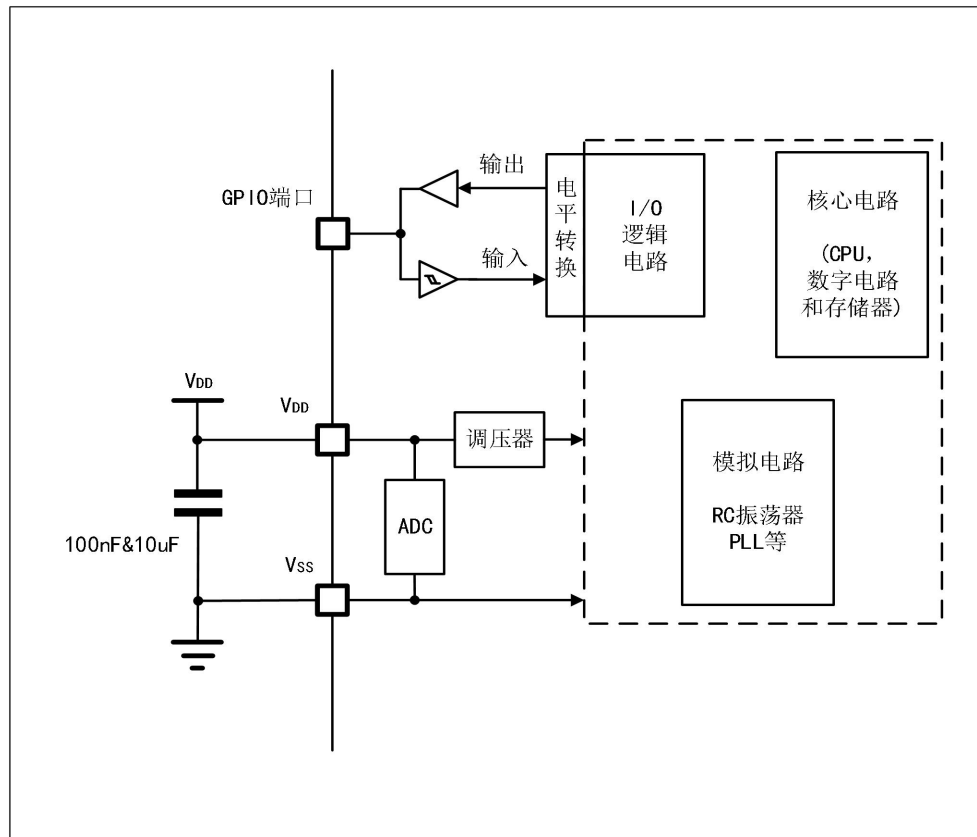 输出
GPIO端口
电平转换
I/O
逻辑
电路
输入
核心电路
(CPU,
数字电路
和存储器)
VDD
VDD
调压器
模拟电路
RC振荡器
PLL等
ADC
100nF&10uF
VSS